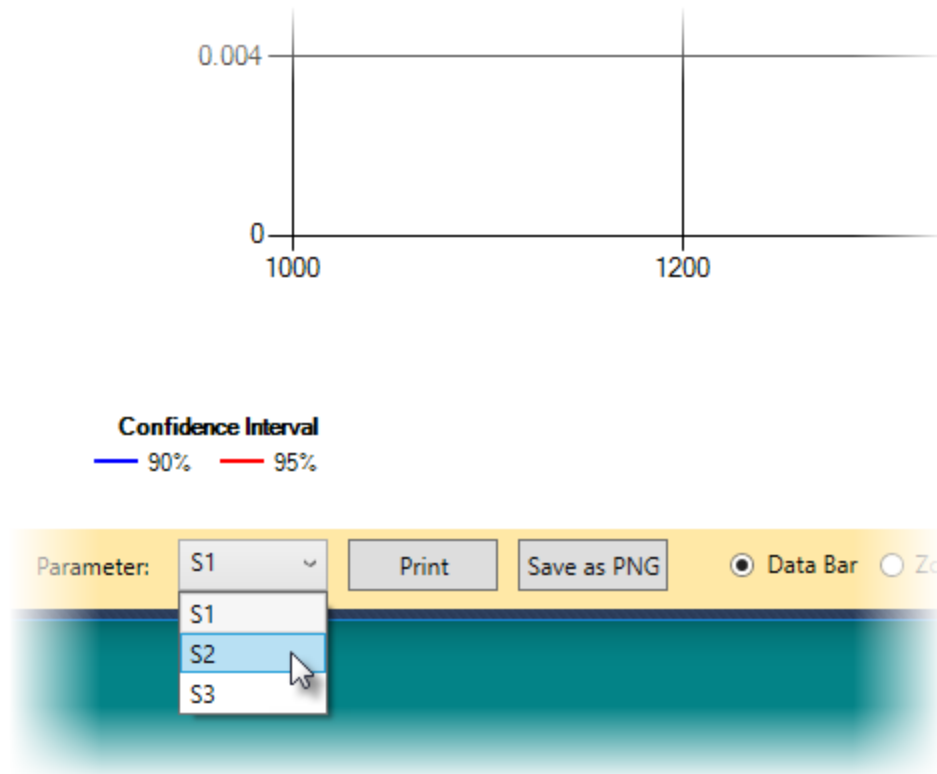 0.004
0
1000 1200
Confidence Interval
90% 95%
Parameter: S1 Print Save as PNG Data Bar
S1
S2
S3